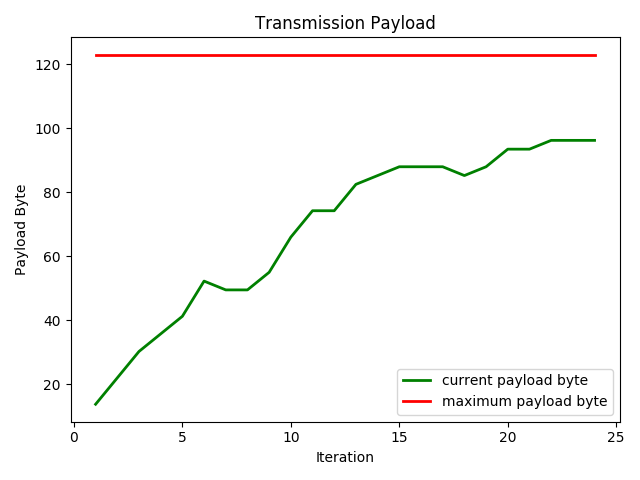 Transmission Payload
120
100
80
60
40
20
Payload Byte
0
5
10
15
20
25
Iteration
current payload byte
maximum payload byte